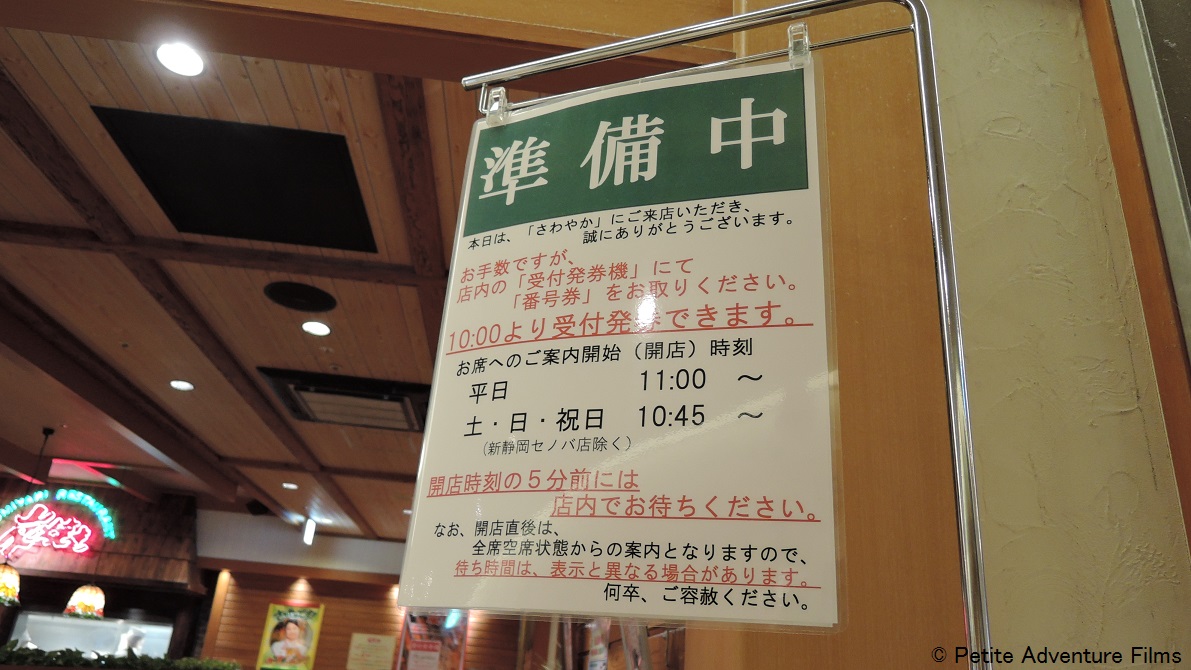 準備中
本日は、「さわやか」にご来店いただき、
誠にありがとうございます。
お手数ですが、
店内の「受付発券機」にて
「番号券」をお取りください。
10:00より受付発券できます。
お席へのご案内開始（開店）時刻
平日 11:00 ～
土・日・祝日 10:45 ～
（新静岡セノバ店除く）
開店時刻の５分前には
店内でお待ちください。
なお、開店直後は、
全席空席状態からの案内となりますので、
待ち時間は、表示と異なる場合があります。
何卒、ご容赦ください。
© Petite Adventure Films